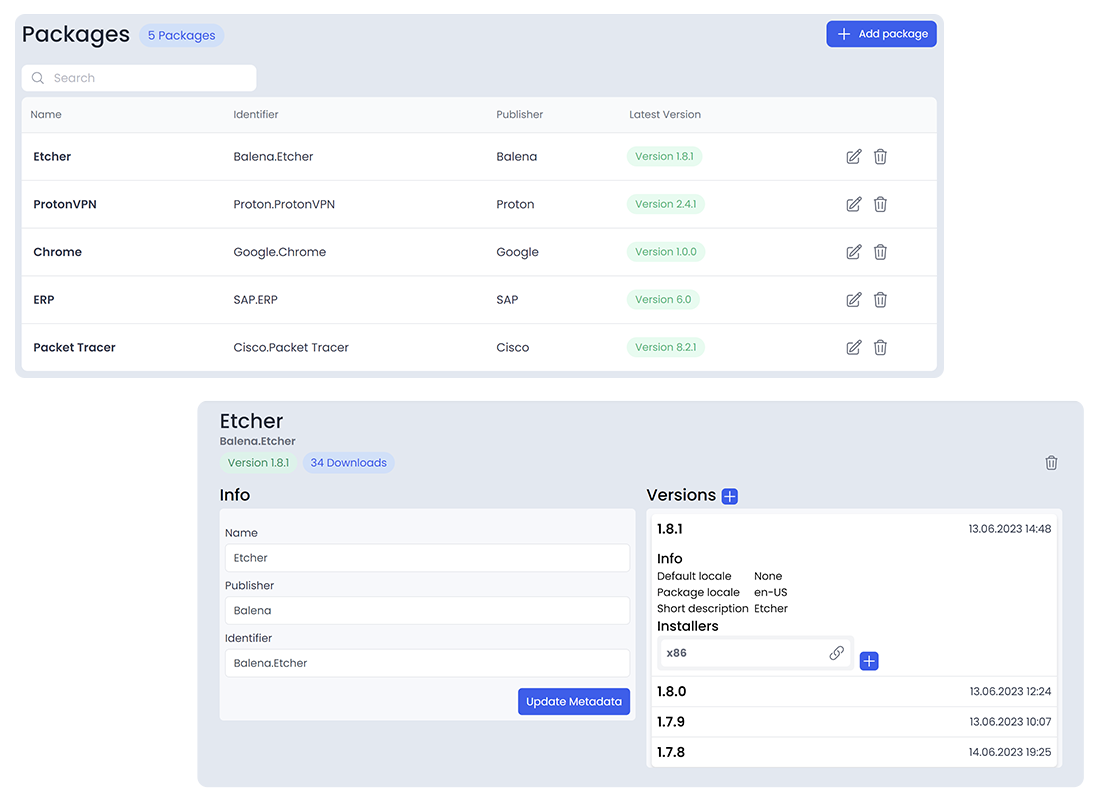 Packages 5 Packages
Add package
Search
Name Identifier Publisher Latest Version
Etcher Balena.Etcher Balena Version 1.8.1
ProtonVPN Proton.ProtonVPN Proton Version 2.4.1
Chrome Google.Chrome Google Version 1.0.0
ERP SAP.ERP SAP Version 6.0
Packet Tracer Cisco.Packet Tracer Cisco Version 8.2.1
Etcher
Balena.Etcher
Version 1.8.1 34 Downloads
Info
Name
Etcher
Publisher
Balena
Identifier
Balena.Etcher
Update Metadata
Versions
1.8.1 13.06.2023 14:48
Info
Default locale None
Package locale en-US
Short description Etcher
Installers
x86
1.8.0 13.06.2023 12:24
1.7.9 13.06.2023 10:07
1.7.8 14.06.2023 19:25